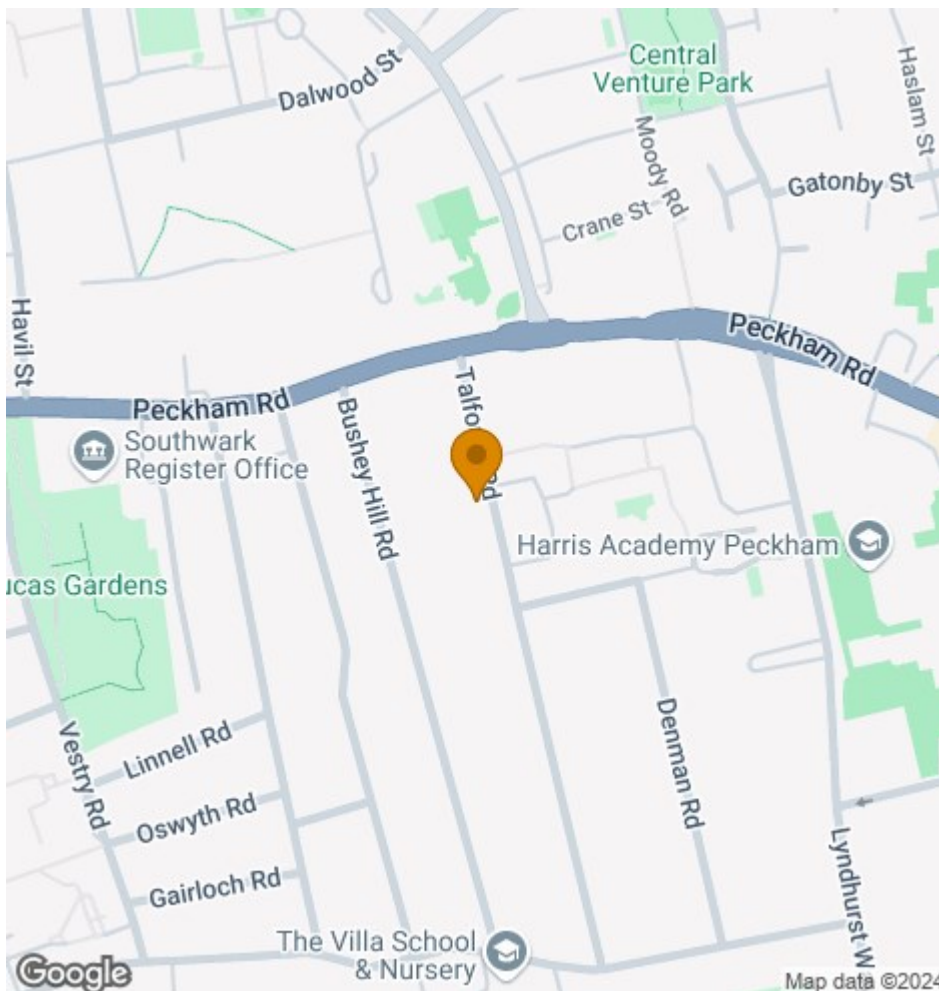 Dalwood St
Central
Venture Park
Haslam St
Moody Rd
Gatonby St
Crane St
Havil St
Peckham Rd
Peckham Rd
Talfo
Rd
Southwark
Register Office
Bushey Hill Rd
Harris Academy Peckham
ucas Gardens
Denman Rd
Linnell Rd
Vestry Rd
Oswyth Rd
Lyndhurst W
Gairloch Rd
The Villa School
& Nursery
Google
Map data ©2024